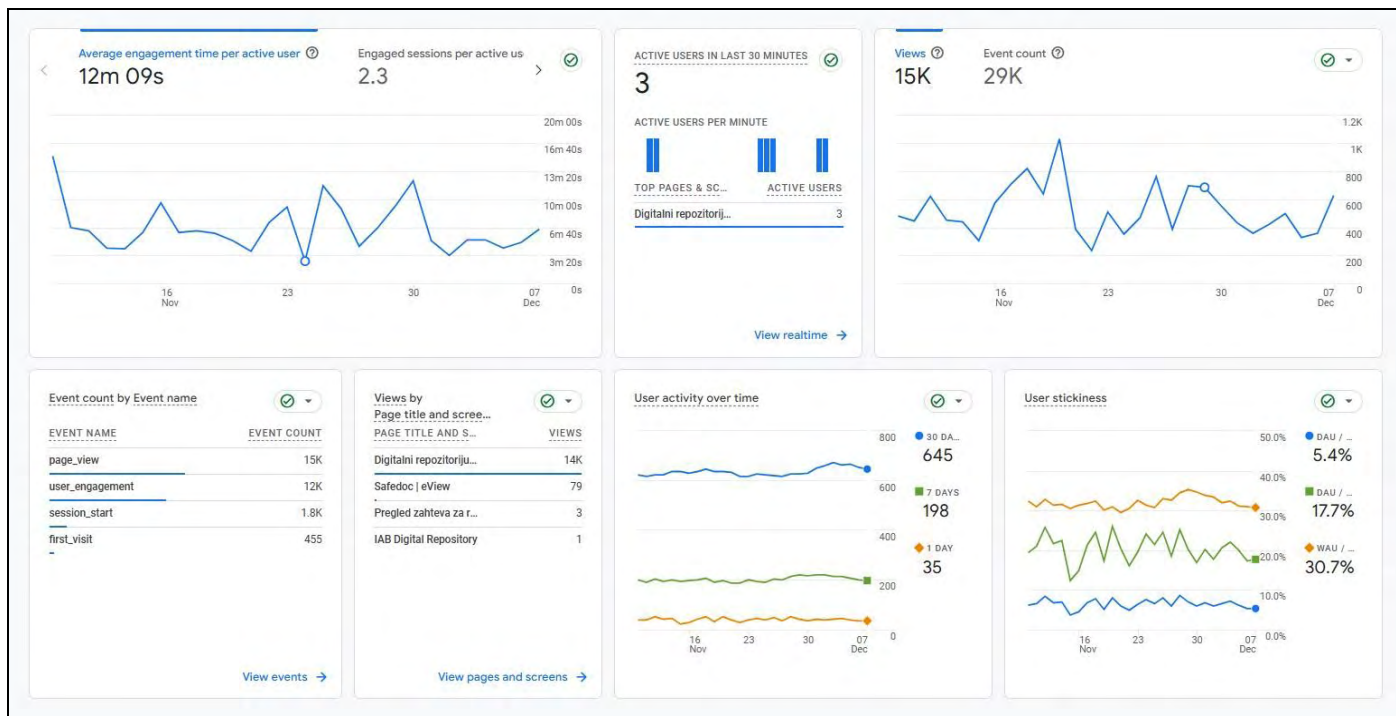 Average engagement time per active user
12m 09s
Engaged sessions per active us
2.3
20m 00s
16m 40s
13m 20s
10m 00s
6m 40s
3m 20s
0s
16
Nov
23
30
07
Dec
ACTIVE USERS IN LAST 30 MINUTES
3
ACTIVE USERS PER MINUTE
TOP PAGES & SC... ACTIVE USERS
Digitalni repozitorij... 3
View realtime →
Views
15K
Event count
29K
1.2K
1K
800
600
400
200
0
16
Nov
23
30
07
Dec
Event count by Event name
EVENT NAME EVENT COUNT
page_view 15K
user_engagement 12K
session_start 1.8K
first_visit 455
View events →
Views by
Page title and scree...
PAGE TITLE AND S... VIEWS
Digitalni repozitoriju... 14K
Safedoc | eView 79
Pregled zahteva za r... 3
IAB Digital Repository 1
View pages and screens →
User activity over time
800
600
400
200
0
16
Nov
23
30
07
Dec
30 DA...
645
7 DAYS
198
1 DAY
35
User stickiness
50.0%
40.0%
30.0%
20.0%
10.0%
0.0%
16
Nov
23
30
07
Dec
DAU / ...
5.4%
DAU / ...
17.7%
WAU / ...
30.7%